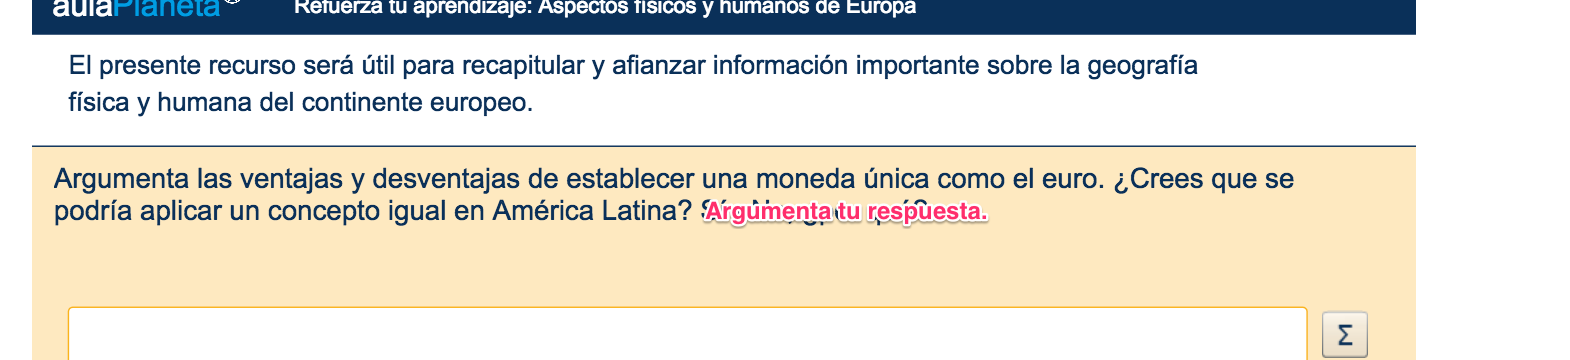 aulaPlaneta
Refuerza tu aprendizaje: Aspectos físicos y humanos de Europa
El presente recurso será útil para recapitular y afianzar información importante sobre la geografía
física y humana del continente europeo.
Argumenta las ventajas y desventajas de establecer una moneda única como el euro. ¿Crees que se
podría aplicar un concepto igual en América Latina? Argumenta tu respuesta.
Σ